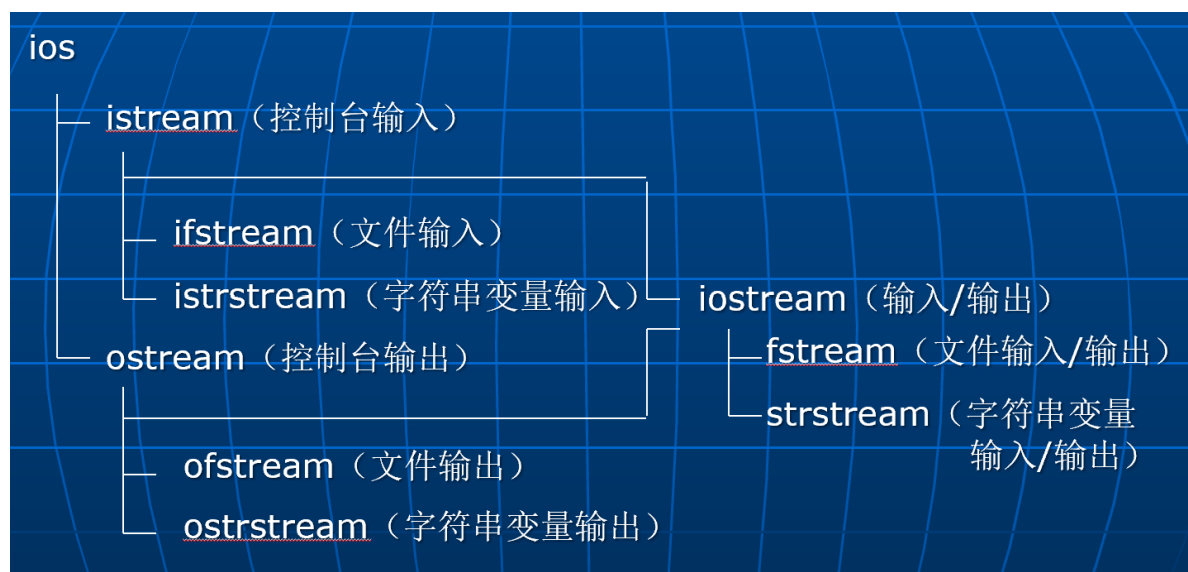 ios
istream（控制台输入）
ifstream（文件输入）
istrstream（字符串变量输入）
iostream（输入/输出）
fstream（文件输入/输出）
ostream（控制台输出）
strstream（字符串变量
输入/输出）
ofstream（文件输出）
ostrstream（字符串变量输出）